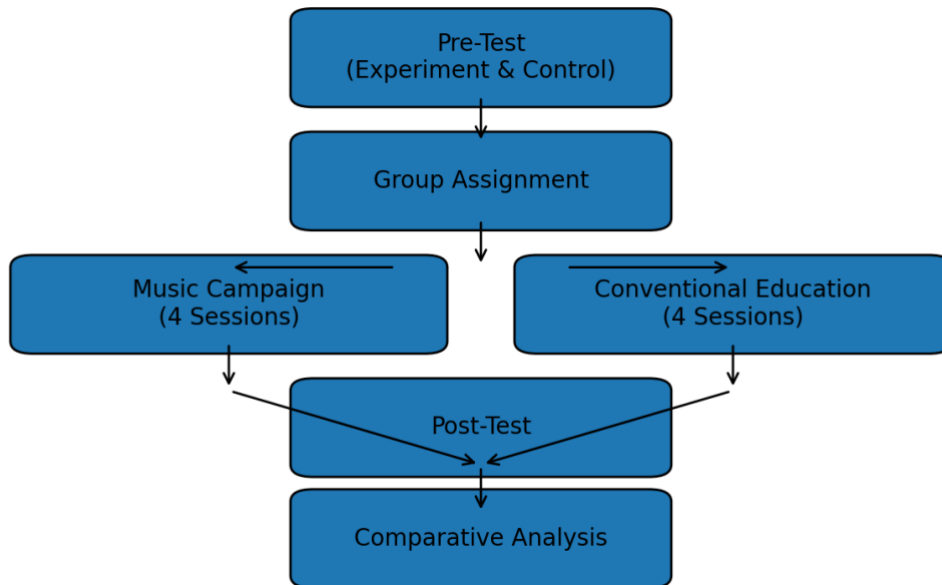 Pre-Test
(Experiment & Control)
Group Assignment
Music Campaign
(4 Sessions)
Conventional Education
(4 Sessions)
Post-Test
Comparative Analysis